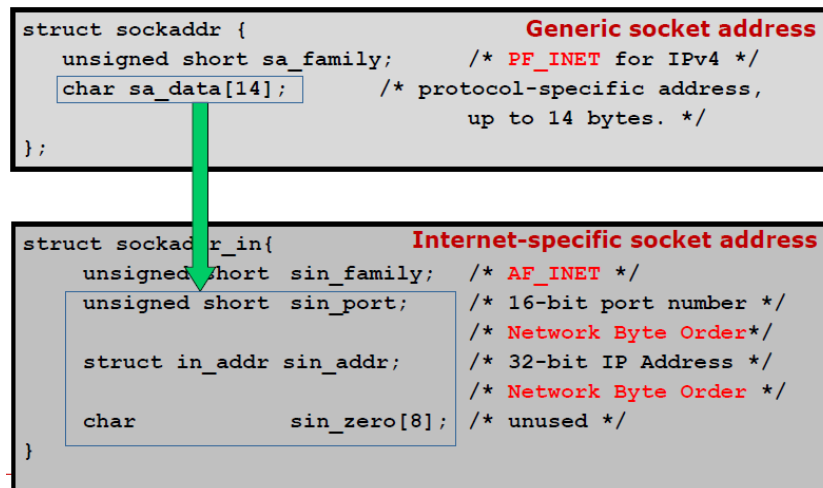 struct sockaddr { Generic socket address
unsigned short sa_family; /* PF_INET for IPv4 */
char sa_data[14]; /* protocol-specific address,
up to 14 bytes. */
};
struct sockaddr_in{ Internet-specific socket address
unsigned short sin_family; /* AF_INET */
unsigned short sin_port; /* 16-bit port number */
/* Network Byte Order*/
struct in_addr sin_addr; /* 32-bit IP Address */
/* Network Byte Order */
char sin_zero[8]; /* unused */
}